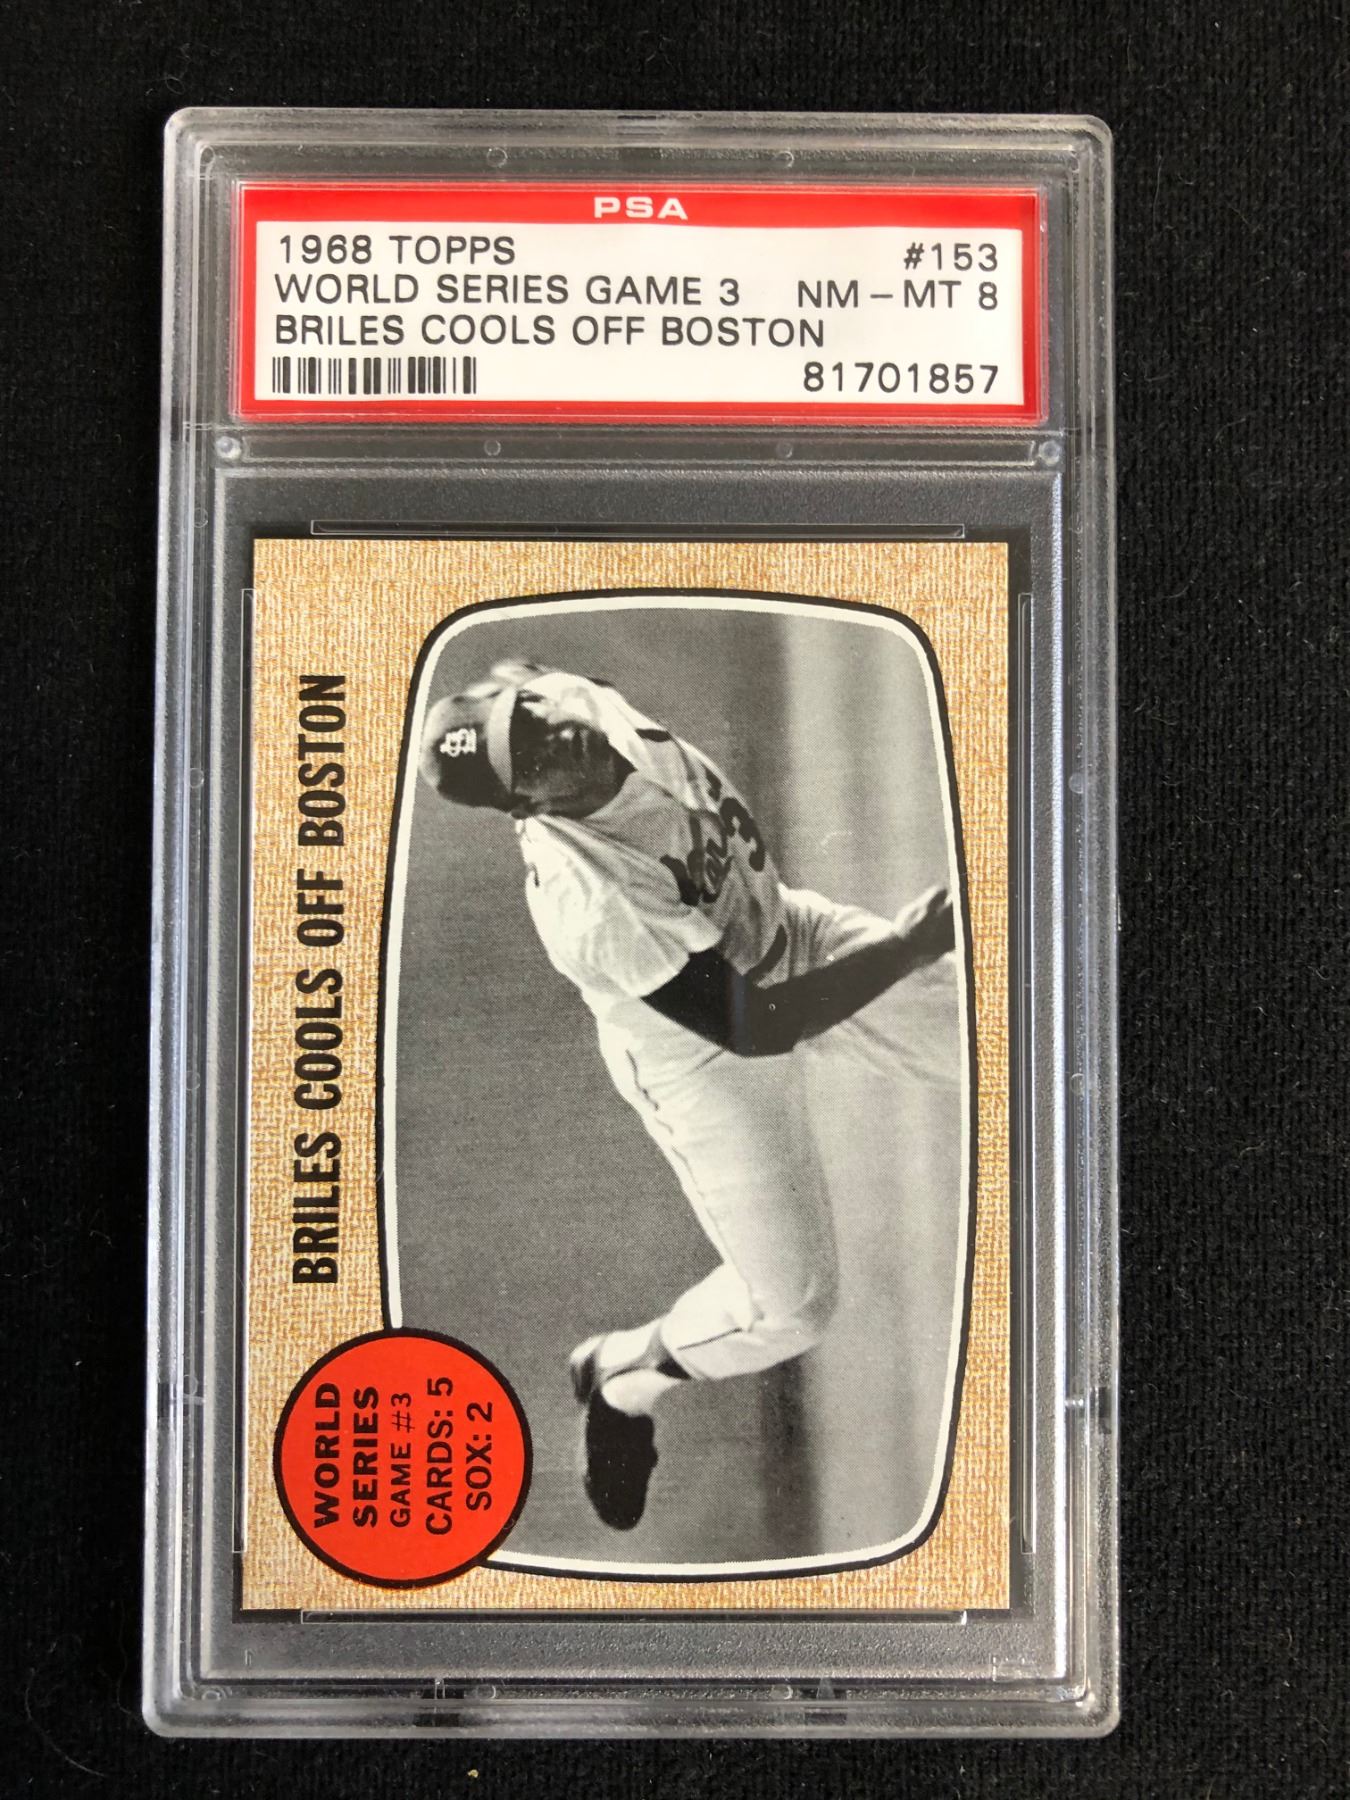 PSA
1968 TOPPS #153
WORLD SERIES GAME 3 NM-MT 8
BRILES COOLS OFF BOSTON
81701857
BRILES COOLS OFF BOSTON
WORLD
SERIES
GAME #3
CARDS: 5
SOX: 2
StL